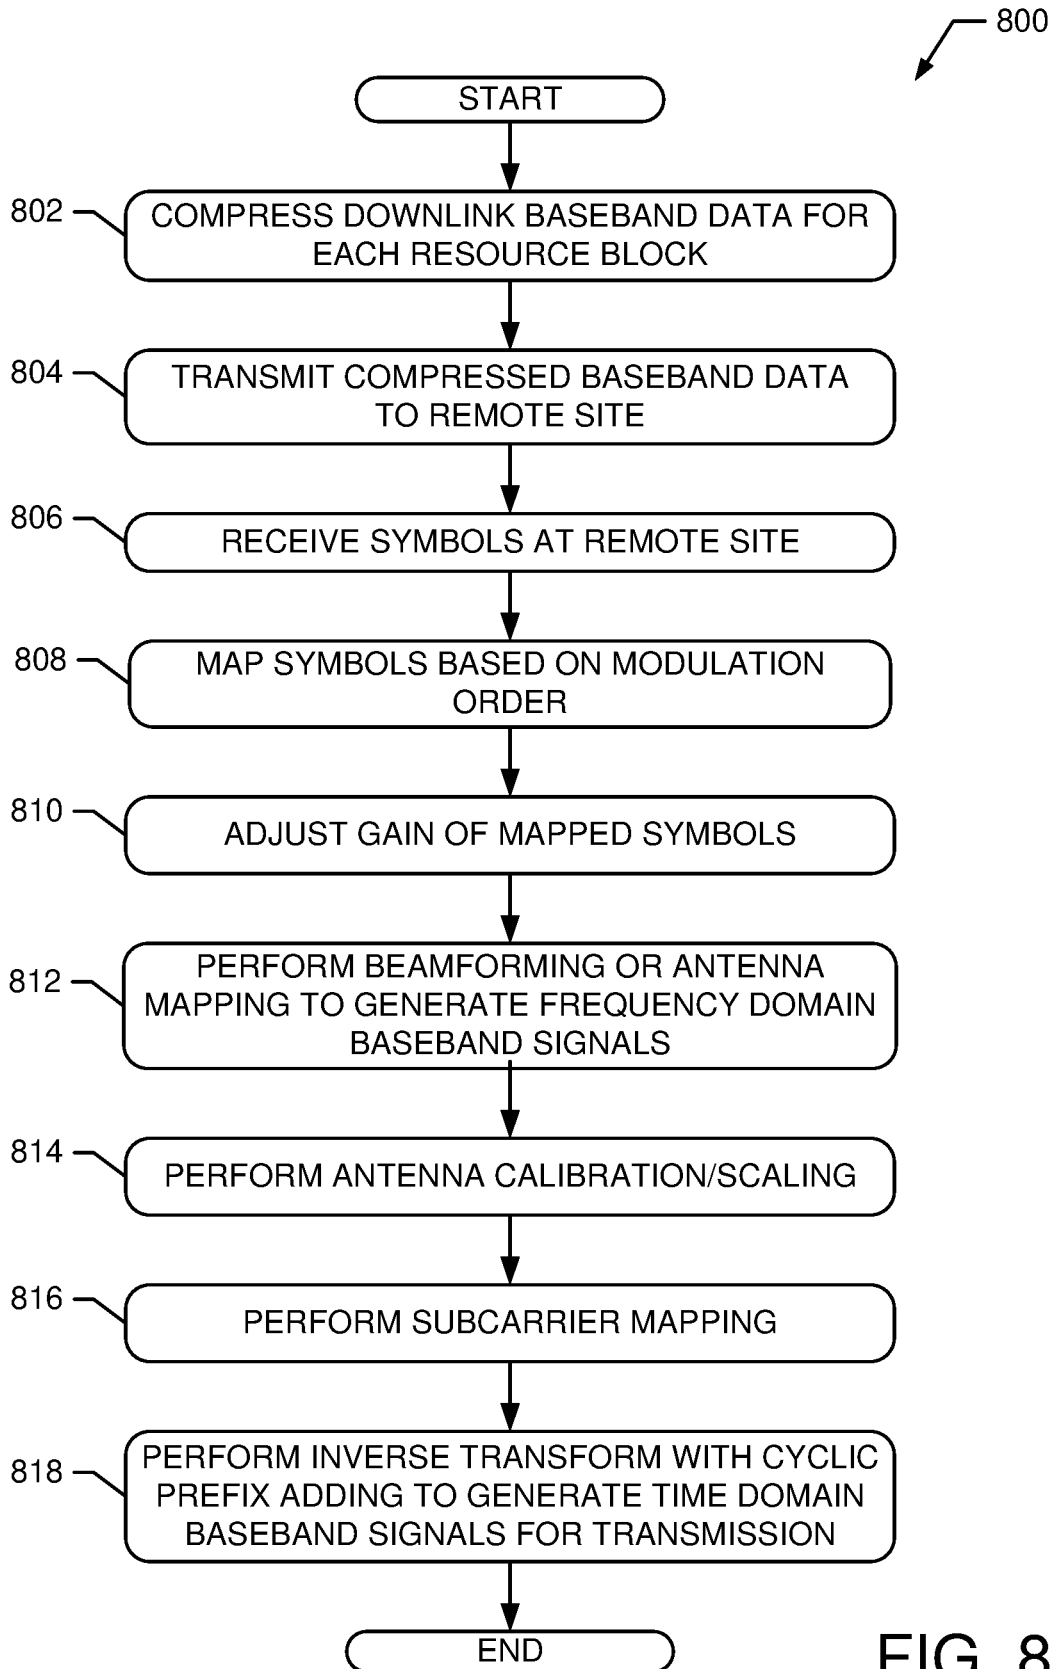 800
START
802
COMPRESS DOWNLINK BASEBAND DATA FOR
EACH RESOURCE BLOCK
804
TRANSMIT COMPRESSED BASEBAND DATA
TO REMOTE SITE
806
RECEIVE SYMBOLS AT REMOTE SITE
808
MAP SYMBOLS BASED ON MODULATION
ORDER
810
ADJUST GAIN OF MAPPED SYMBOLS
812
PERFORM BEAMFORMING OR ANTENNA
MAPPING TO GENERATE FREQUENCY DOMAIN
BASEBAND SIGNALS
814
PERFORM ANTENNA CALIBRATION/SCALING
816
PERFORM SUBCARRIER MAPPING
818
PERFORM INVERSE TRANSFORM WITH CYCLIC
PREFIX ADDING TO GENERATE TIME DOMAIN
BASEBAND SIGNALS FOR TRANSMISSION
END
FIG. 8